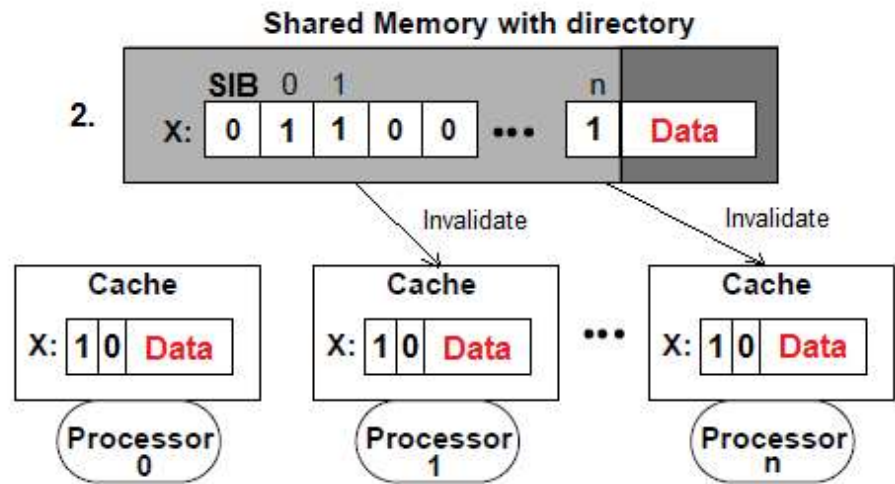 Shared Memory with directory
SIB 0 1 n
2.
X: 0 1 1 0 0 ••• 1 Data
Invalidate
Invalidate
Cache Cache Cache
X: 1 0 Data X: 1 0 Data ••• X: 1 0 Data
Processor Processor Processor
0 1 n